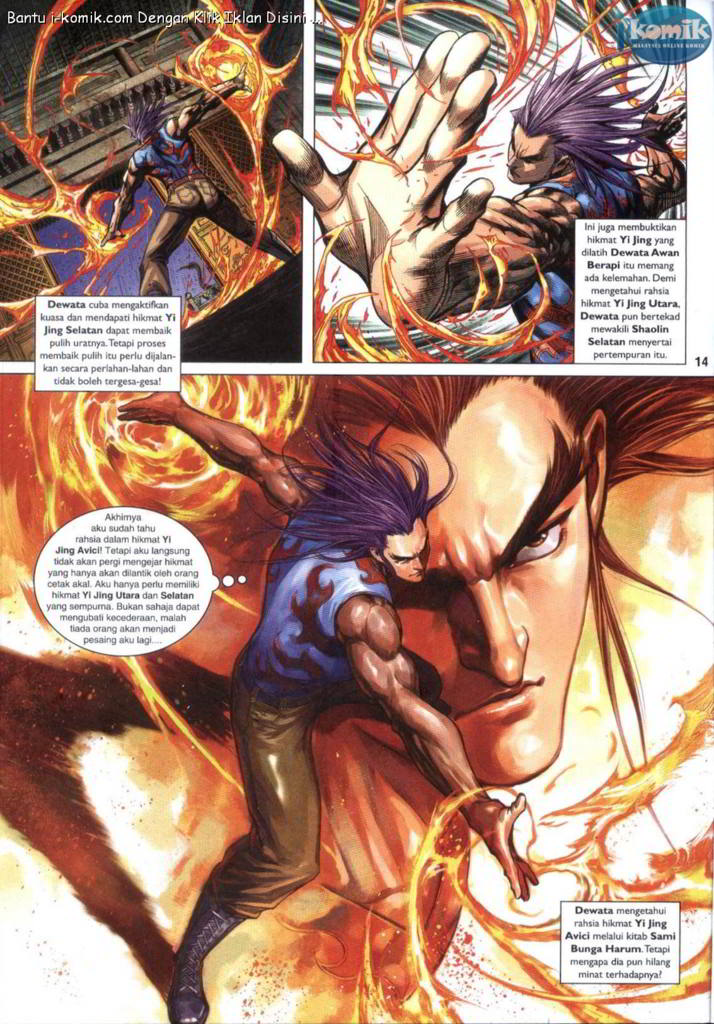 Bantu i-komik.com Dengan Klik Iklan Disini ...
komik
MALAYSIA ONLINE KOMIK
Dewata cuba mengaktifkan
kuasa dan mendapati hikmat Yi
Jing Selatan dapat membaik
pulih uratnya. Tetapi proses
membaik pulih itu perlu dijalan-
kan secara perlahan-lahan dan
tidak boleh tergesa-gesa!
Ini juga membuktikan
hikmat Yi Jing yang
dilatih Dewata Awan
Berapi itu memang
ada kelemahan. Demi
mengetahui rahsia
hikmat Yi Jing Utara,
Dewata pun bertekad
mewakili Shaolin
Selatan menyertai
pertempuran itu.
14
Akhirnya
aku sudah tahu
rahsia dalam hikmat Yi
Jing Avici! Tetapi aku langsung
tidak akan pergi mengejar hikmat
yang hanya akan dilantik oleh orang
cetak akal. Aku hanya perlu memiliki
hikmat Yi Jing Utara dan Selatan
yang sempurna. Bukan sahaja dapat
mengubati kecederaan, malah
tiada orang akan menjadi
pesaing aku lagi....
Dewata mengetahui
rahsia hikmat Yi Jing
Avici melalui kitab Sami
Bunga Harum. Tetapi
mengapa dia pun hilang
minat terhadapnya?